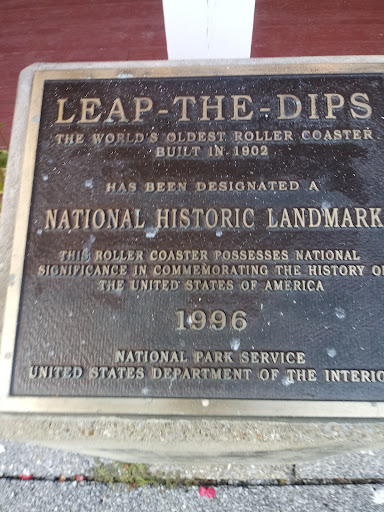 LEAP-THE-DIPS
THE WORLD'S OLDEST ROLLER COASTER
BUILT IN 1902
HAS BEEN DESIGNATED A
NATIONAL HISTORIC LANDMARK
THIS ROLLER COASTER POSSESSES NATIONAL
SIGNIFICANCE IN COMMEMORATING THE HISTORY OF
THE UNITED STATES OF AMERICA
1996
NATIONAL PARK SERVICE
UNITED STATES DEPARTMENT OF THE INTERIO